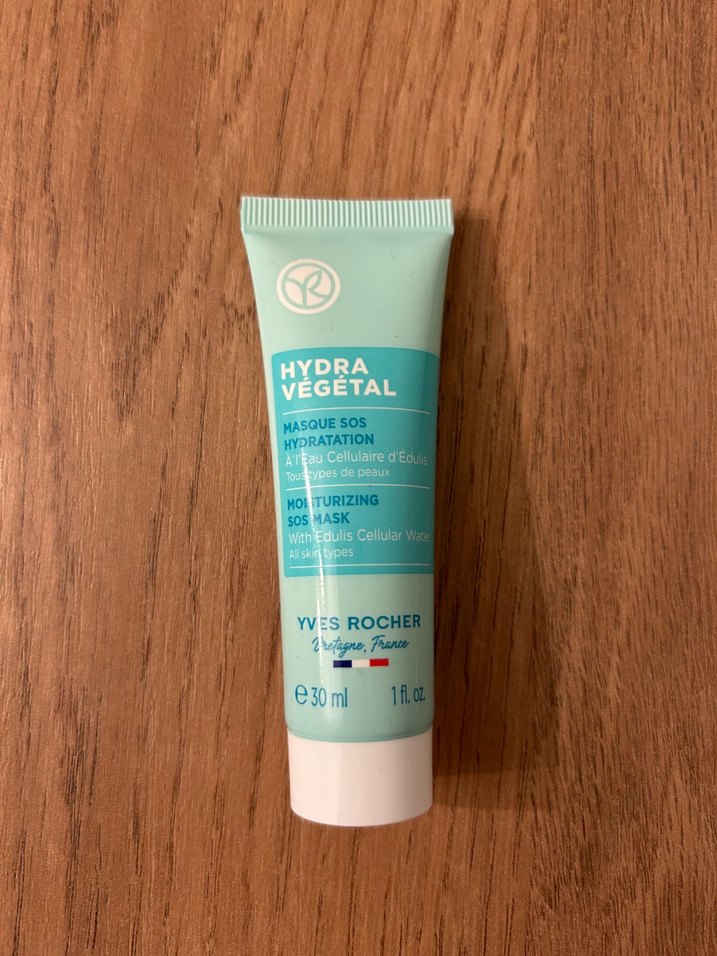 HYDRA
VÉGÉTAL
MASQUE SOS
HYDRATATION
À l'Eau Cellulaire d'Édulis
Tous types de peaux
MOISTURIZING
SOS MASK
With Edulis Cellular Water
All skin types
YVES ROCHER
Bretagne, France
℮ 30 ml 1 fl. oz.